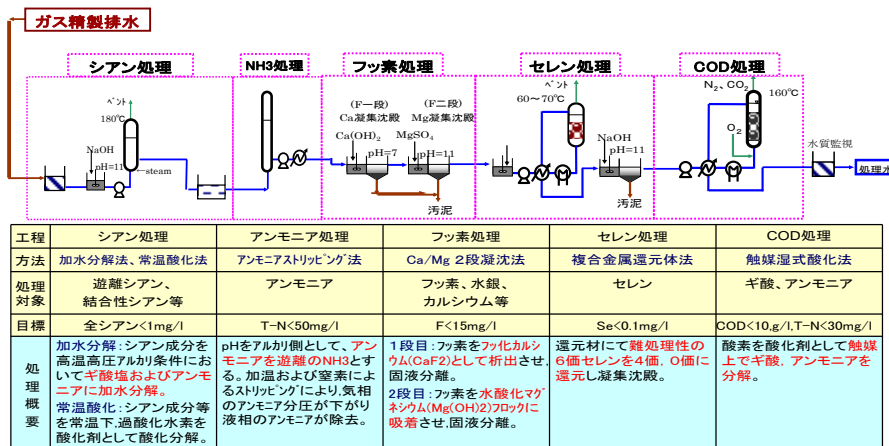 ガス精製排水
シアン処理
NH3処理
フッ素処理
セレン処理
COD処理
ベント
180℃
NaOH
pH=11
steam
(F一段)
Ca凝集沈殿
Ca(OH)₂
pH=7
(F二段)
Mg凝集沈殿
MgSO₄
pH=11
汚泥
ベント
60～70℃
NaOH
pH=11
汚泥
N₂、CO₂
160℃
O₂
水質監視
処理水
工程 シアン処理 アンモニア処理 フッ素処理 セレン処理 COD処理
方法 加水分解法、常温酸化法 アンモニアストリッピング法 Ca/Mg 2段凝沈法 複合金属還元体法 触媒湿式酸化法
処理
対象
遊離シアン、
結合性シアン等
アンモニア
フッ素、水銀、
カルシウム等
セレン
ギ酸、アンモニア
目標 全シアン<1mg/l T-N<50mg/l F<15mg/l Se<0.1mg/l COD<10,g/l,T-N<30mg/l
処
理
概
要
加水分解：シアン成分を
高温高圧アルカリ条件にお
いてギ酸塩およびアンモ
ニアに加水分解。
常温酸化：シアン成分等
を常温下,過酸化水素を
酸化剤として酸化分解。
pHをアルカリ側として、アン
モニアを遊離のNH3とす
る。加温および窒素によ
るストリッピングにより,気相
のアンモニア分圧が下がり
液相のアンモニアが除去。
1段目：フッ素をフッ化カルシ
ウム(CaF2)として析出させ,
固液分離。
2段目：フッ素を水酸化マグ
ネシウム(Mg(OH)2)フロックに
吸着させ,固液分離。
還元材にて難処理性の
6価セレンを4価，0価に
還元し凝集沈殿。
酸素を酸化剤として触媒
上でギ酸，アンモニアを
分解。